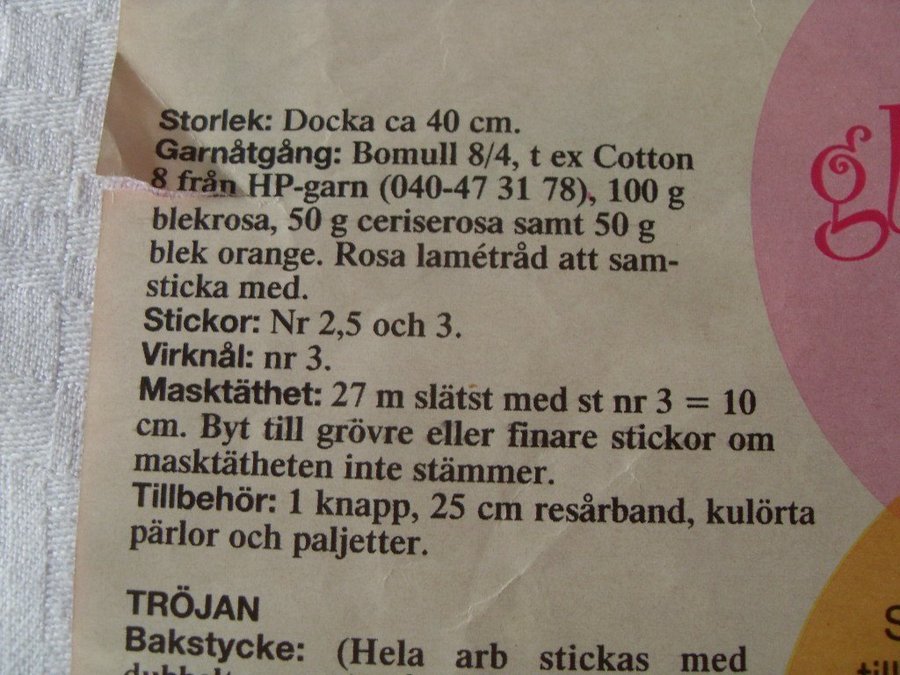 Storlek: Docka ca 40 cm.
Garnåtgång: Bomull 8/4, t ex Cotton
8 från HP-garn (040-47 31 78), 100 g
blekrosa, 50 g ceriserosa samt 50 g
blek orange. Rosa lamétråd att sam-
sticka med.
Stickor: Nr 2,5 och 3.
Virknål: nr 3.
Masktäthet: 27 m slätst med st nr 3 = 10
cm. Byt till grövre eller finare stickor om
masktätheten inte stämmer.
Tillbehör: 1 knapp, 25 cm resårband, kulörta
pärlor och paljetter.
TRÖJAN
Bakstycke: (Hela arb stickas med